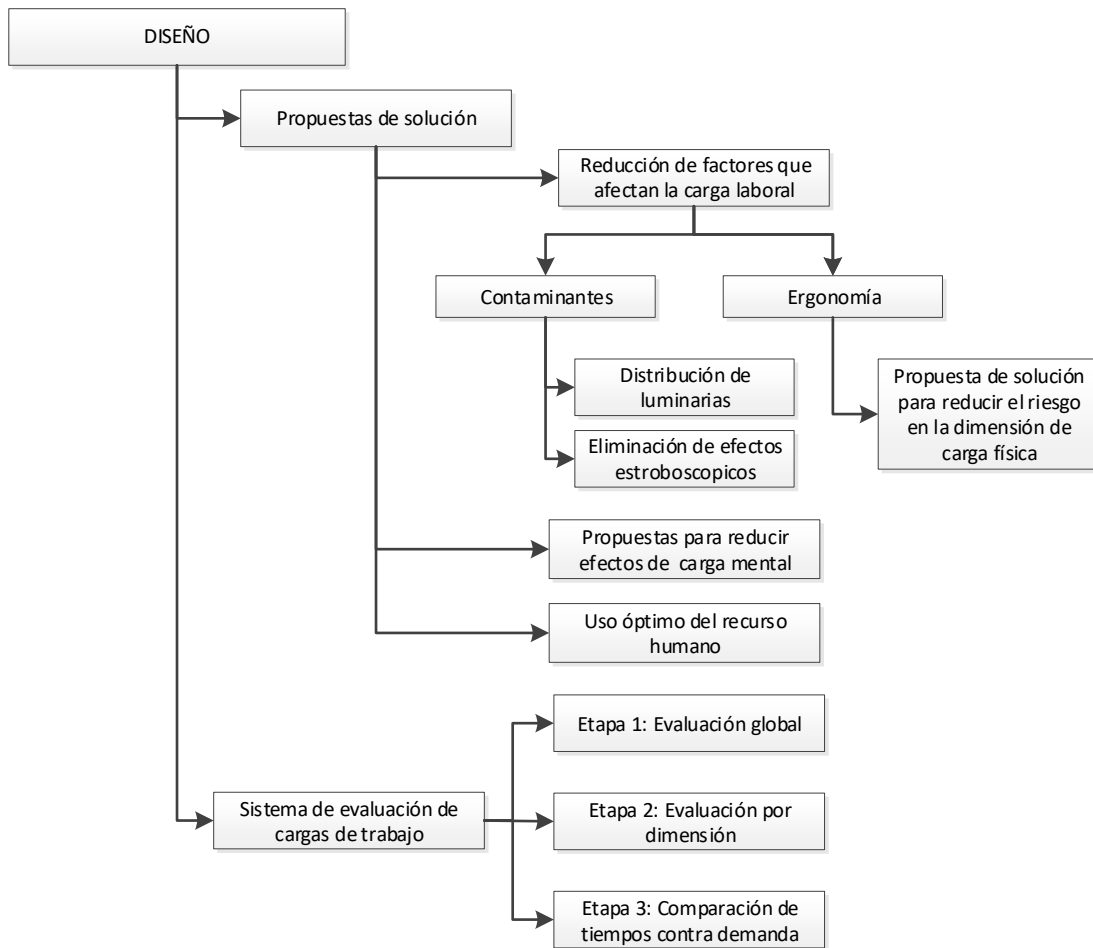 DISEÑO
Propuestas de solución
Reducción de factores que
afectan la carga laboral
Contaminantes
Ergonomía
Distribución de
luminarias
Eliminación de efectos
estroboscopicos
Propuesta de solución
para reducir el riesgo
en la dimensión de
carga física
Propuestas para reducir
efectos de carga mental
Uso óptimo del recurso
humano
Sistema de evaluación de
cargas de trabajo
Etapa 1: Evaluación global
Etapa 2: Evaluación por
dimensión
Etapa 3: Comparación de
tiempos contra demanda